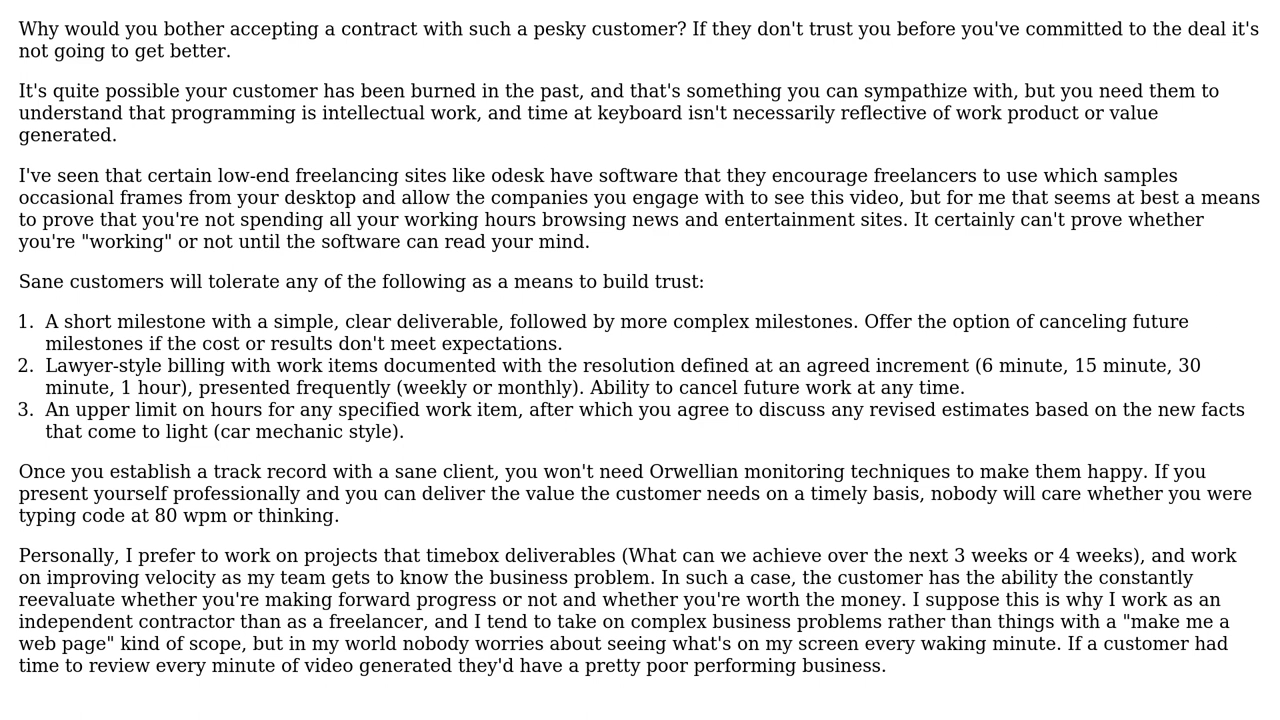 Why would you bother accepting a contract with such a pesky customer? If they don't trust you before you've committed to the deal it's
not going to get better.
It's quite possible your customer has been burned in the past, and that's something you can sympathize with, but you need them to
understand that programming is intellectual work, and time at keyboard isn't necessarily reflective of work product or value
generated.
I've seen that certain low-end freelancing sites like odesk have software that they encourage freelancers to use which samples
occasional frames from your desktop and allow the companies you engage with to see this video, but for me that seems at best a means
to prove that you're not spending all your working hours browsing news and entertainment sites. It certainly can't prove whether
you're "working" or not until the software can read your mind.
Sane customers will tolerate any of the following as a means to build trust:
1. A short milestone with a simple, clear deliverable, followed by more complex milestones. Offer the option of canceling future
milestones if the cost or results don't meet expectations.
2. Lawyer-style billing with work items documented with the resolution defined at an agreed increment (6 minute, 15 minute, 30
minute, 1 hour), presented frequently (weekly or monthly). Ability to cancel future work at any time.
3. An upper limit on hours for any specified work item, after which you agree to discuss any revised estimates based on the new facts
that come to light (car mechanic style).
Once you establish a track record with a sane client, you won't need Orwellian monitoring techniques to make them happy. If you
present yourself professionally and you can deliver the value the customer needs on a timely basis, nobody will care whether you were
typing code at 80 wpm or thinking.
Personally, I prefer to work on projects that timebox deliverables (What can we achieve over the next 3 weeks or 4 weeks), and work
on improving velocity as my team gets to know the business problem. In such a case, the customer has the ability the constantly
reevaluate whether you're making forward progress or not and whether you're worth the money. I suppose this is why I work as an
independent contractor than as a freelancer, and I tend to take on complex business problems rather than things with a "make me a
web page" kind of scope, but in my world nobody worries about seeing what's on my screen every waking minute. If a customer had
time to review every minute of video generated they'd have a pretty poor performing business.